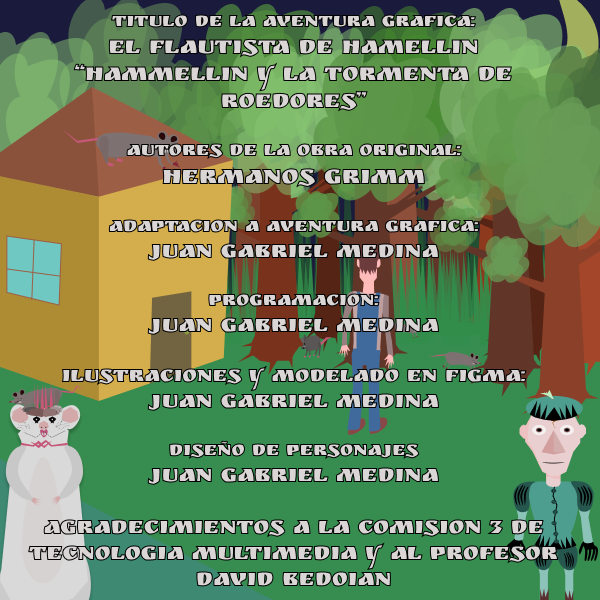 TITULO DE LA AVENTURA GRAFICA:
EL FLAUTISTA DE HAMELLIN
“HAMMELLIN Y LA TORMENTA DE
ROEDORES”
AUTORES DE LA OBRA ORIGINAL:
HERMANOS GRIMM
ADAPTACION A AVENTURA GRAFICA:
JUAN GABRIEL MEDINA
PROGRAMACION:
JUAN GABRIEL MEDINA
ILUSTRACIONES Y MODELADO EN FIGMA:
JUAN GABRIEL MEDINA
DISEÑO DE PERSONAJES
JUAN GABRIEL MEDINA
AGRADECIMIENTOS A LA COMISION 3 DE
TECNOLOGIA MULTIMEDIA Y AL PROFESOR
DAVID BEDOIAN